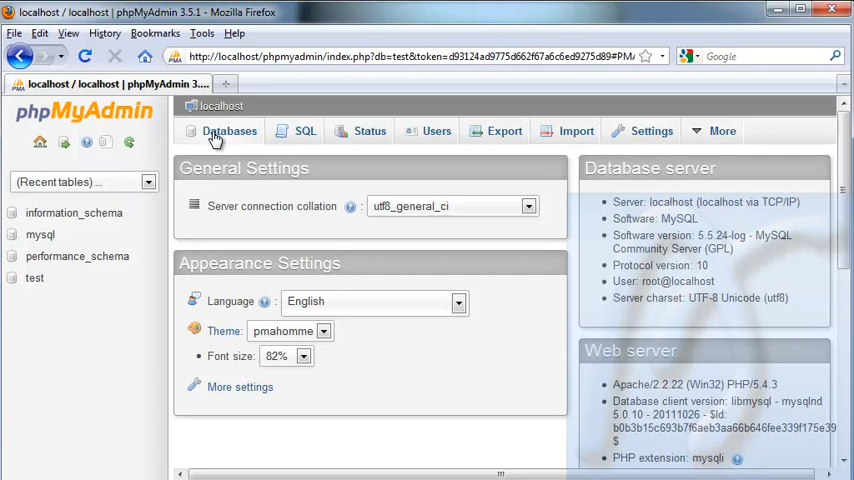 localhost / localhost | phpMyAdmin 3.5.1 - Mozilla Firefox
File Edit View History Bookmarks Tools Help
http://localhost/phpmyadmin/index.php?db=test&token=d93124ad9775d662f67a6c6ed9275d89#PMA
Google
localhost / localhost | phpMyAdmin 3....
phpMyAdmin
(Recent tables) ...
information_schema
mysql
performance_schema
test
localhost
Databases SQL Status Users Export Import Settings More
General Settings
Server connection collation : utf8_general_ci
Appearance Settings
Language : English
Theme: pmahomme
Font size: 82%
More settings
Database server
Server: localhost (localhost via TCP/IP)
Software: MySQL
Software version: 5.5.24-log - MySQL
Community Server (GPL)
Protocol version: 10
User: root@localhost
Server charset: UTF-8 Unicode (utf8)
Web server
Apache/2.2.22 (Win32) PHP/5.4.3
Database client version: libmysql - mysqlnd
5.0.10 - 20111026 - $Id:
b0b3b15c693b7f6aeb3aa66b646fee339f175e39
$
PHP extension: mysqli